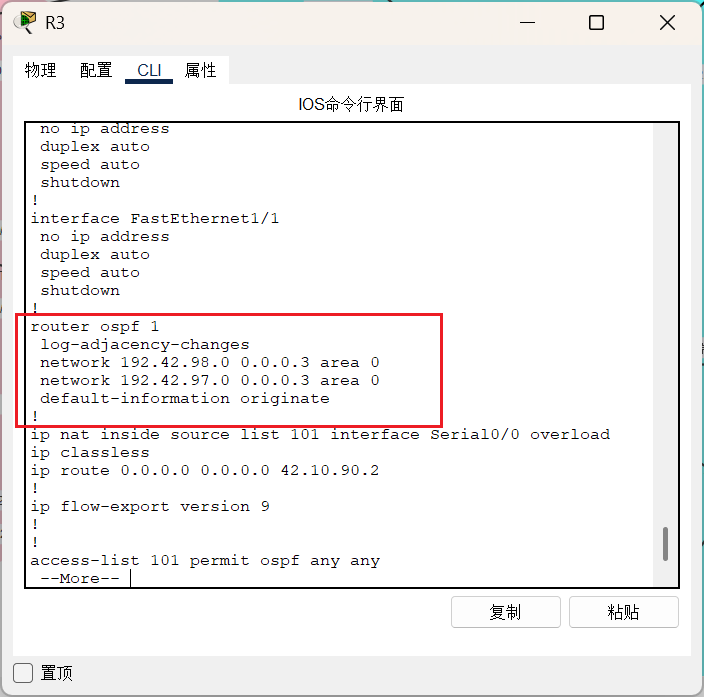 R3
物理 配置 CLI 属性
IOS命令行界面
no ip address
duplex auto
speed auto
shutdown
!
interface FastEthernet1/1
no ip address
duplex auto
speed auto
shutdown
!
router ospf 1
log-adjacency-changes
network 192.42.98.0 0.0.0.3 area 0
network 192.42.97.0 0.0.0.3 area 0
default-information originate
!
ip nat inside source list 101 interface Serial0/0 overload
ip classless
ip route 0.0.0.0 0.0.0.0 42.10.90.2
!
ip flow-export version 9
!
!
access-list 101 permit ospf any any
--More--
复制 粘贴
置顶